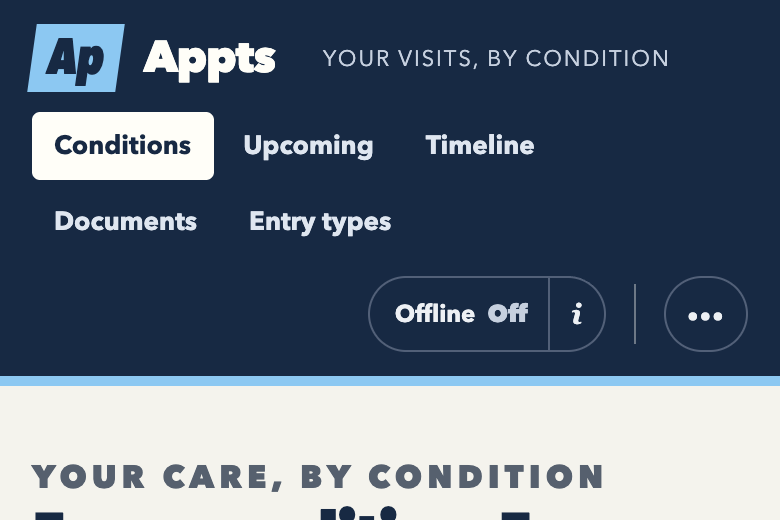 Ap Appts YOUR VISITS, BY CONDITION
Conditions Upcoming Timeline
Documents Entry types
Offline Off i
YOUR CARE, BY CONDITION